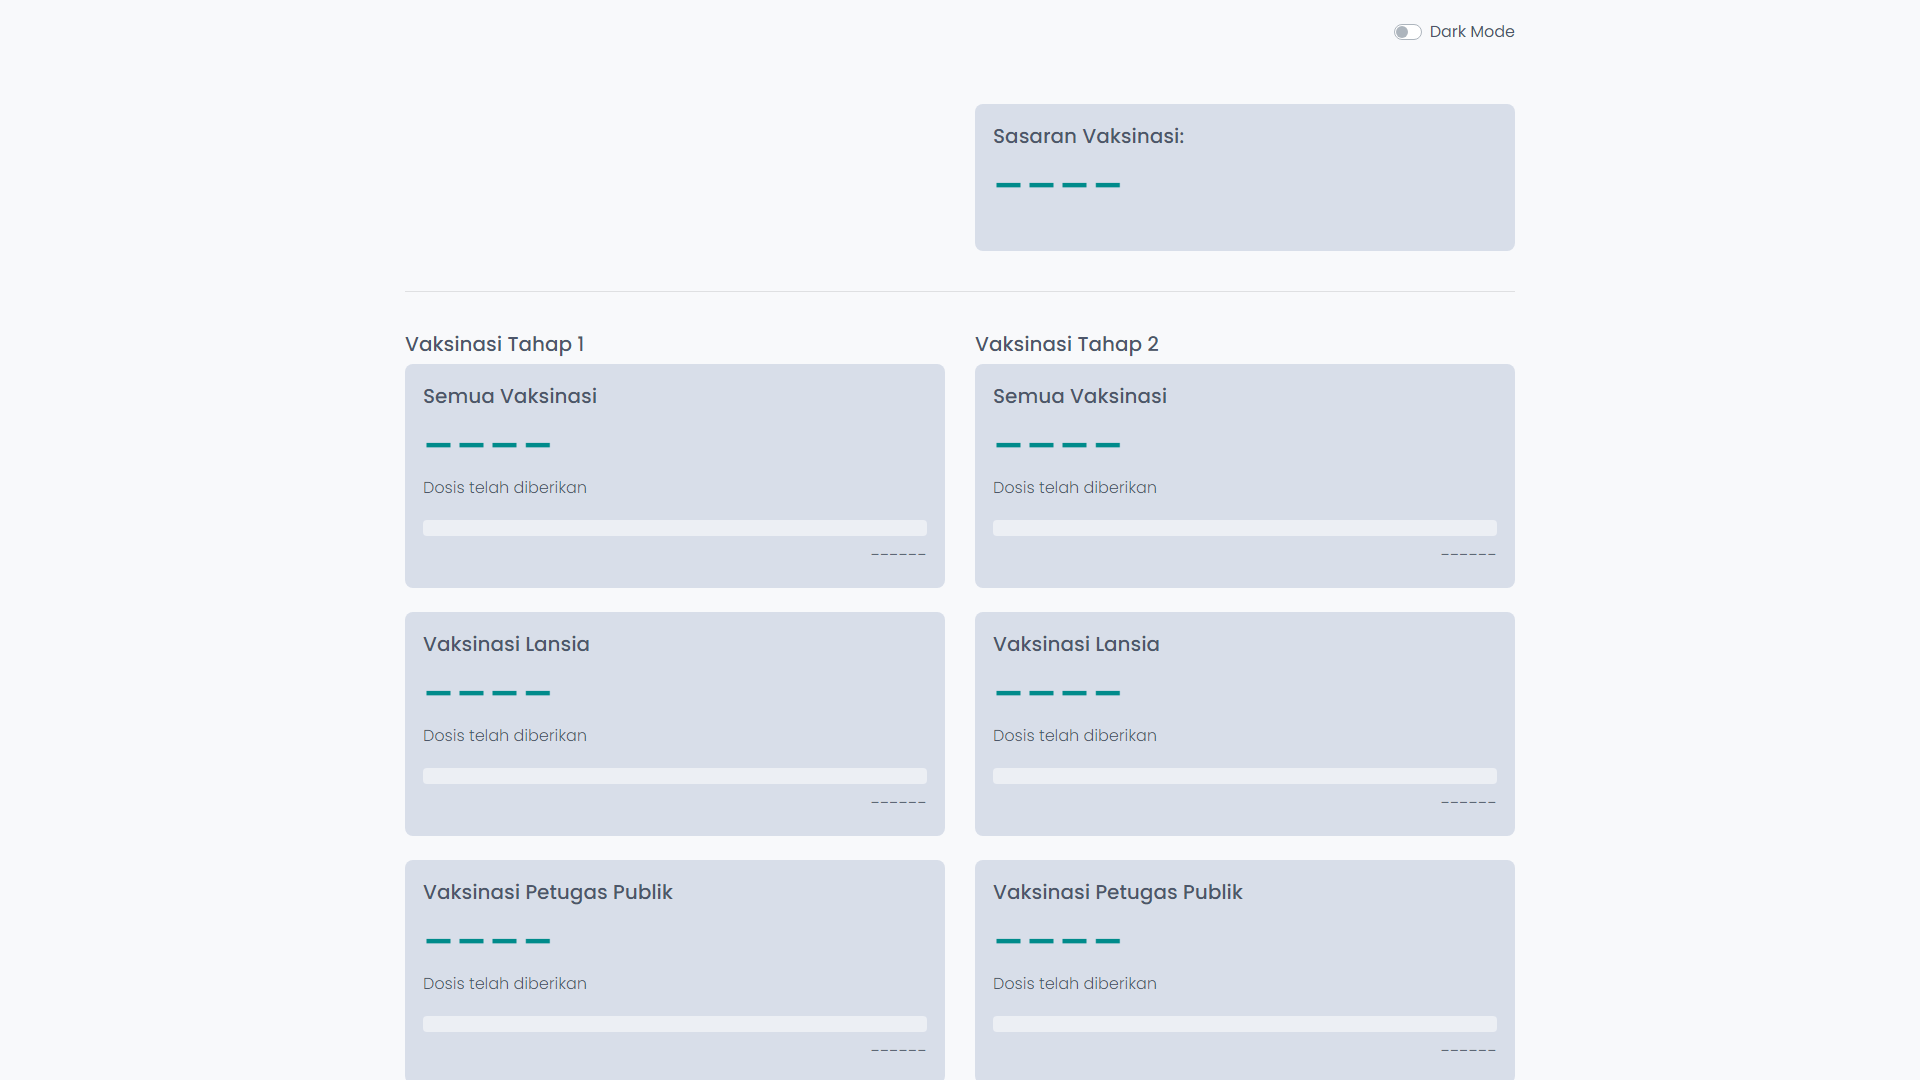 Dark Mode
Sasaran Vaksinasi:
————
Vaksinasi Tahap 1
Semua Vaksinasi
————
Dosis telah diberikan
------
Vaksinasi Lansia
————
Dosis telah diberikan
------
Vaksinasi Petugas Publik
————
Dosis telah diberikan
------
Vaksinasi Tahap 2
Semua Vaksinasi
————
Dosis telah diberikan
------
Vaksinasi Lansia
————
Dosis telah diberikan
------
Vaksinasi Petugas Publik
————
Dosis telah diberikan
------